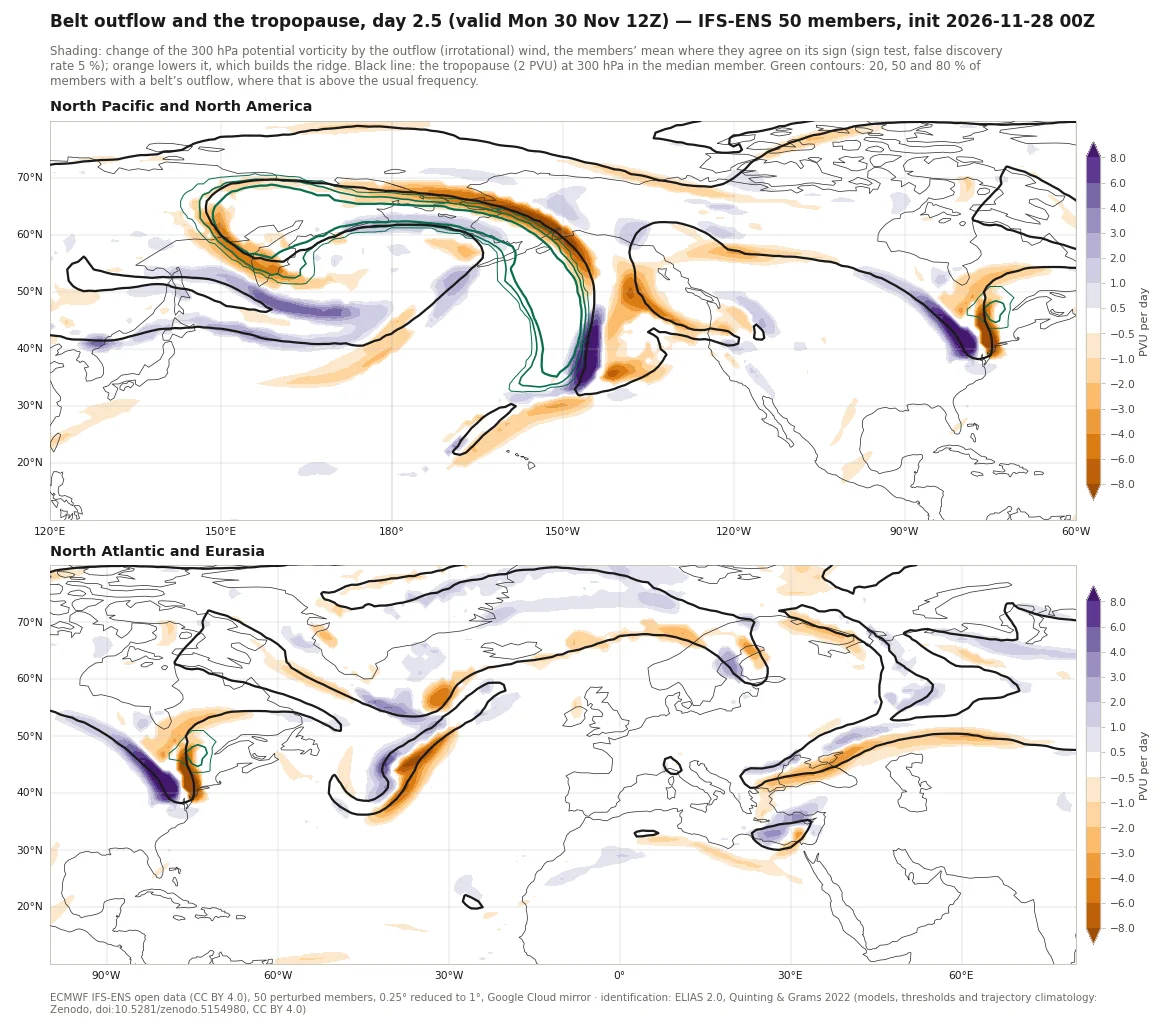 Belt outflow and the tropopause, day 2.5 (valid Mon 30 Nov 12Z) — IFS-ENS 50 members, init 2026-11-28 00Z
Shading: change of the 300 hPa potential vorticity by the outflow (irrotational) wind, the members’ mean where they agree on its sign (sign test, false discovery
rate 5 %); orange lowers it, which builds the ridge. Black line: the tropopause (2 PVU) at 300 hPa in the median member. Green contours: 20, 50 and 80 % of
members with a belt’s outflow, where that is above the usual frequency.
North Pacific and North America
70°N
60°N
50°N
40°N
30°N
20°N
120°E
150°E
180°
150°W
120°W
90°W
60°W
8.0
6.0
4.0
3.0
2.0
1.0
0.5
−0.5
−1.0
−2.0
−3.0
−4.0
−6.0
−8.0
PVU per day
North Atlantic and Eurasia
70°N
60°N
50°N
40°N
30°N
20°N
90°W
60°W
30°W
0°
30°E
60°E
8.0
6.0
4.0
3.0
2.0
1.0
0.5
−0.5
−1.0
−2.0
−3.0
−4.0
−6.0
−8.0
PVU per day
ECMWF IFS-ENS open data (CC BY 4.0), 50 perturbed members, 0.25° reduced to 1°, Google Cloud mirror · identification: ELIAS 2.0, Quinting & Grams 2022 (models, thresholds and trajectory climatology:
Zenodo, doi:10.5281/zenodo.5154980, CC BY 4.0)